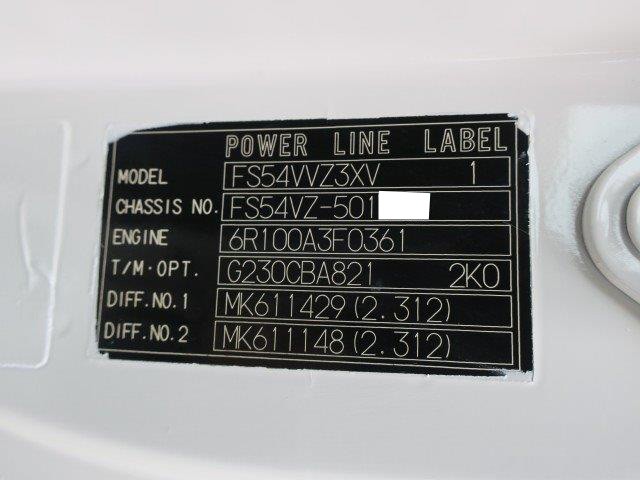 POWER LINE LABEL
MODEL FS54VVZ3XV 1
CHASSIS NO. FS54VZ-501
ENGINE 6R100A3F0361
T/M·OPT. G230CBA821 2K0
DIFF.NO.1 MK611429(2.312)
DIFF.NO.2 MK611148(2.312)